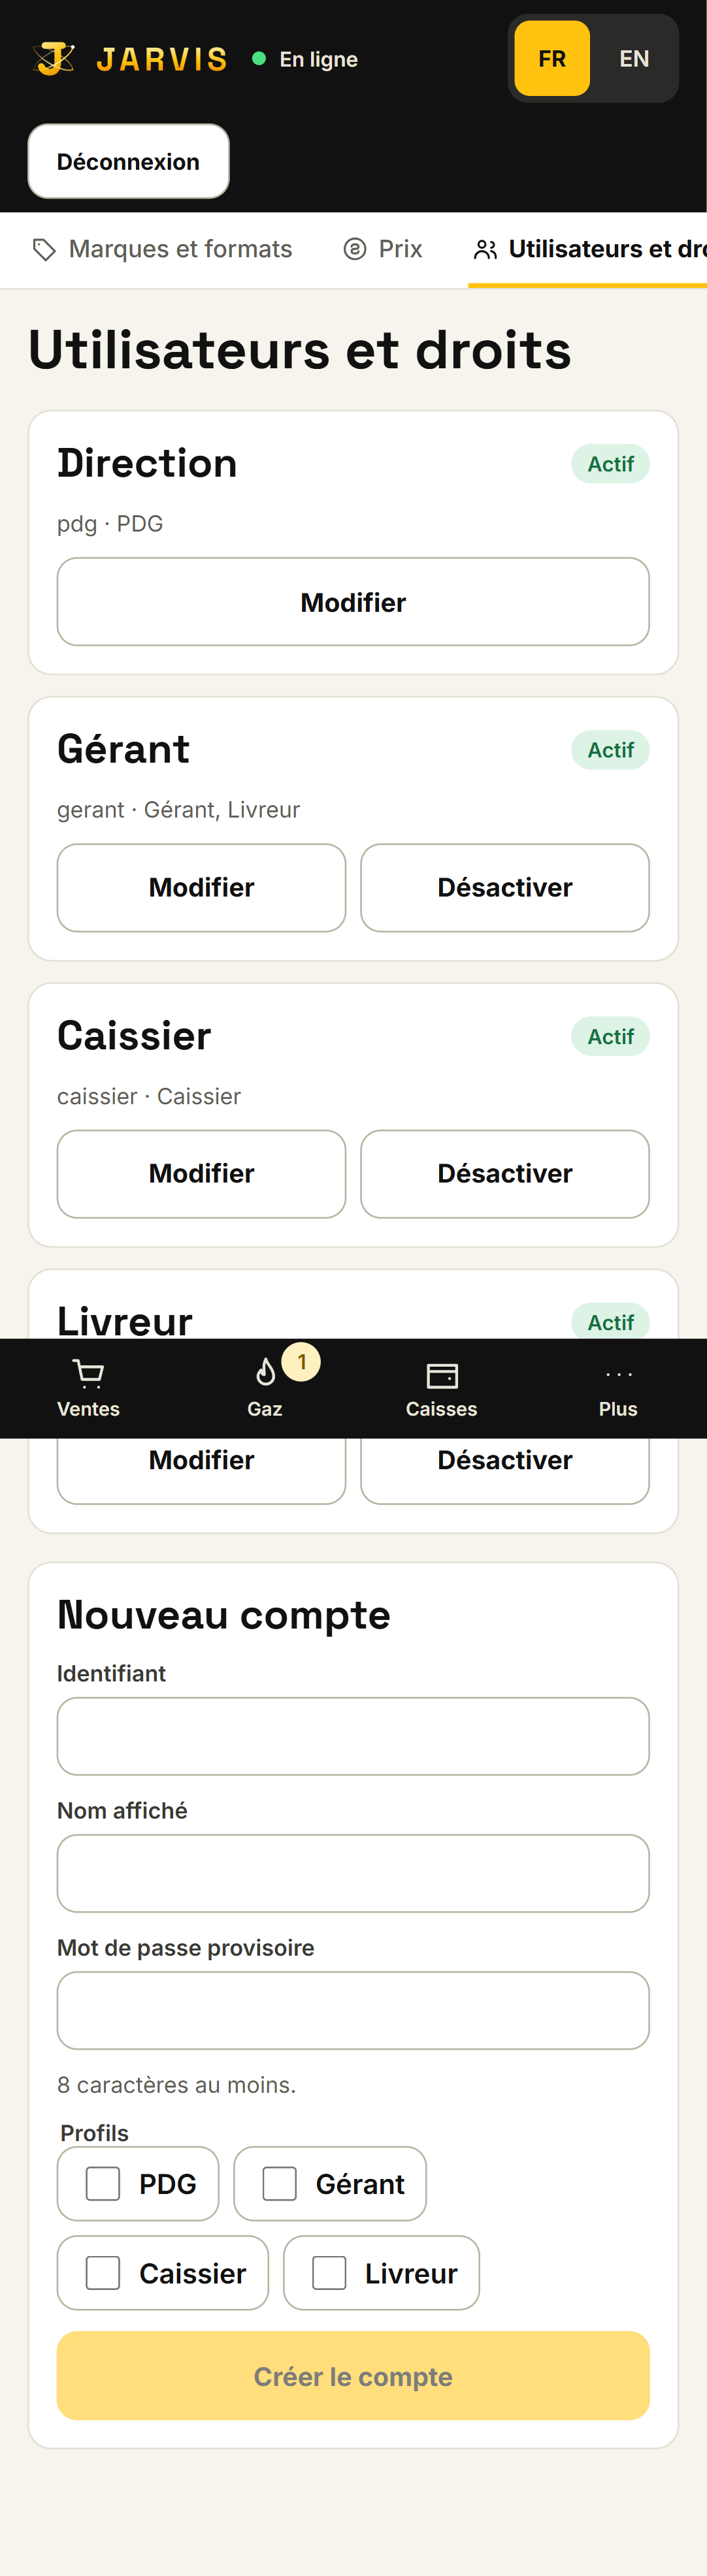 JARVIS En ligne FR EN
Déconnexion
Marques et formats Prix Utilisateurs et
Utilisateurs et droits
Direction Actif
pdg · PDG
Modifier
Gérant Actif
gerant · Gérant, Livreur
Modifier Désactiver
Caissier Actif
caissier · Caissier
Modifier Désactiver
Livreur Actif
1
Ventes Gaz Caisses Plus
Modifier Désactiver
Nouveau compte
Identifiant
Nom affiché
Mot de passe provisoire
8 caractères au moins.
Profils
PDG Gérant
Caissier Livreur
Créer le compte